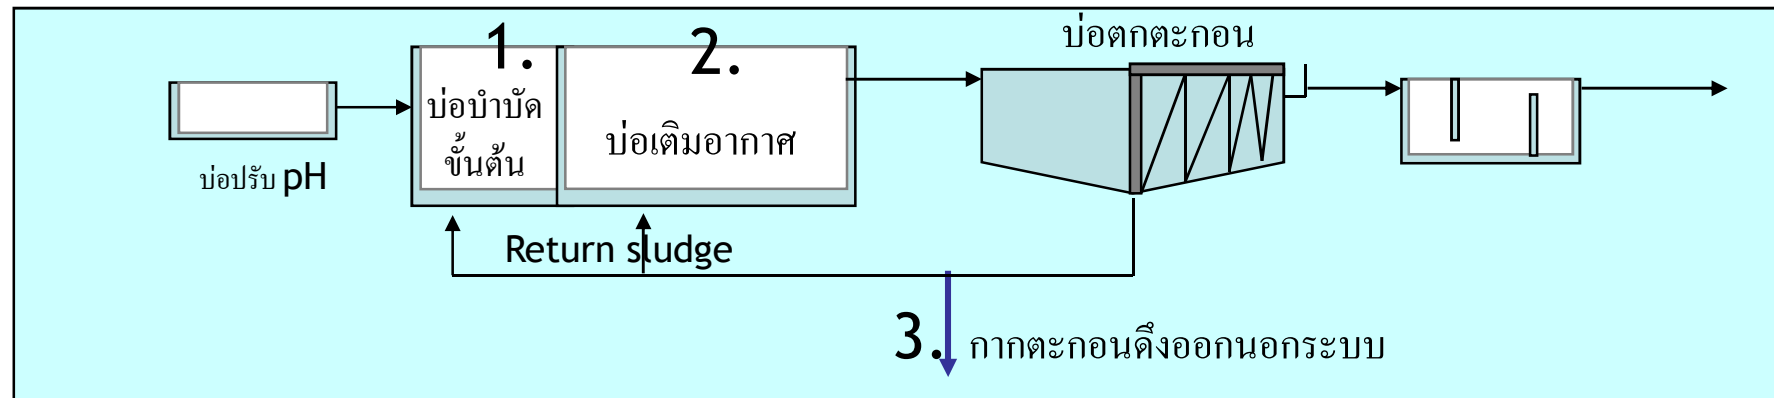 บ่อปรับ pH
1.
บ่อบำบัด
ขั้นต้น
2.
บ่อเติมอากาศ
บ่อตกตะกอน
Return sludge
3.
กากตะกอนดึงออกนอกระบบ